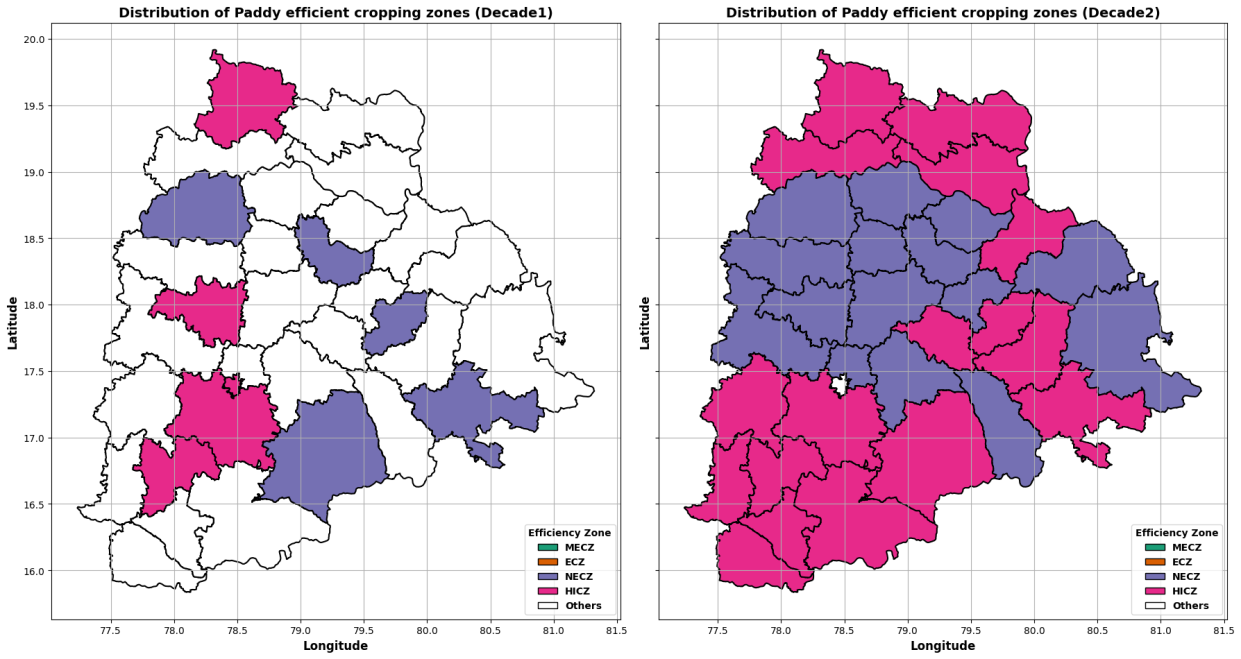 Distribution of Paddy efficient cropping zones (Decade1)
20.0
19.5
19.0
18.5
18.0
17.5
17.0
16.5
16.0
Latitude
77.5 78.0 78.5 79.0 79.5 80.0 80.5 81.0 81.5
Longitude
Efficiency Zone
MECZ
ECZ
NECZ
HICZ
Others
Distribution of Paddy efficient cropping zones (Decade2)
Latitude
77.5 78.0 78.5 79.0 79.5 80.0 80.5 81.0 81.5
Longitude
Efficiency Zone
MECZ
ECZ
NECZ
HICZ
Others